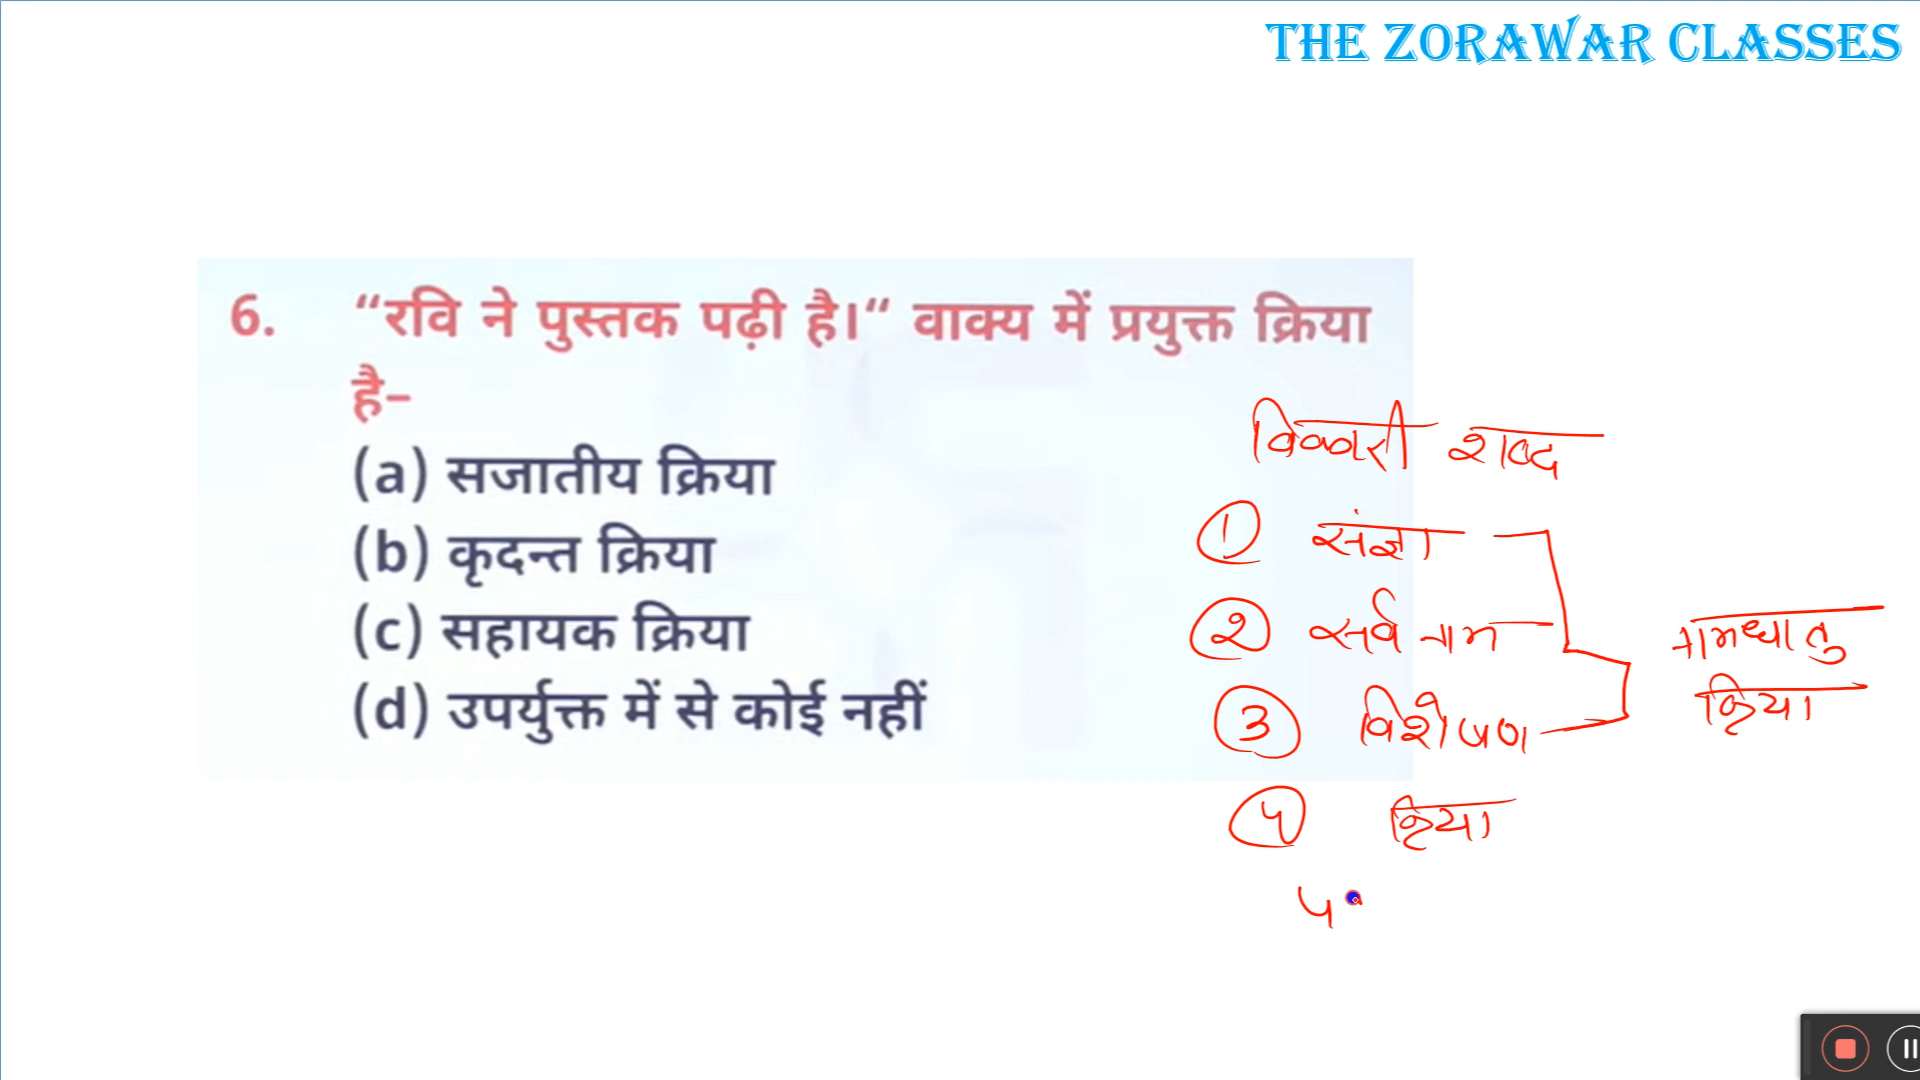 THE ZORAWAR CLASSES
6. “रवि ने पुस्तक पढ़ी है।“ वाक्य में प्रयुक्त क्रिया
है–
(a) सजातीय क्रिया
(b) कृदन्त क्रिया
(c) सहायक क्रिया
(d) उपर्युक्त में से कोई नहीं
विकारी शब्द
① संज्ञा
② सर्वनाम
③ विशेषण
④ क्रिया
नामधातु
क्रिया